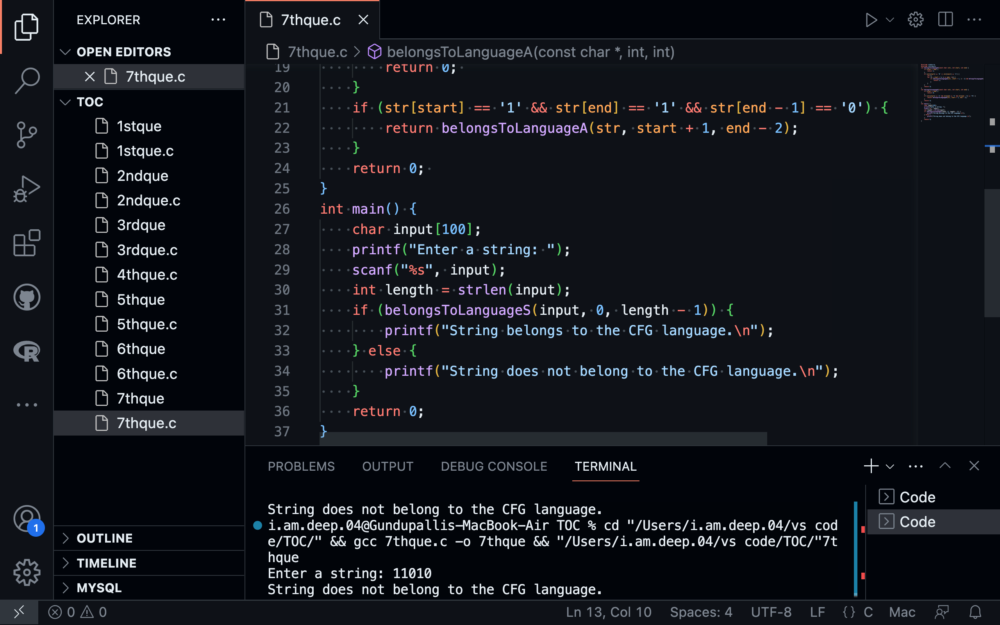 EXPLORER
OPEN EDITORS
7thque.c
TOC
1stque
1stque.c
2ndque
2ndque.c
3rdque
3rdque.c
4thque.c
5thque
5thque.c
6thque
6thque.c
7thque
7thque.c
OUTLINE
TIMELINE
MYSQL
1
7thque.c
7thque.c > belongsToLanguageA(const char *, int, int)
19 return 0;
20 }
21 if (str[start] == '1' && str[end] == '1' && str[end - 1] == '0') {
22 return belongsToLanguageA(str, start + 1, end - 2);
23 }
24 return 0;
25 }
26 int main() {
27 char input[100];
28 printf("Enter a string: ");
29 scanf("%s", input);
30 int length = strlen(input);
31 if (belongsToLanguageS(input, 0, length - 1)) {
32 printf("String belongs to the CFG language.\n");
33 } else {
34 printf("String does not belong to the CFG language.\n");
35 }
36 return 0;
37 }
PROBLEMS OUTPUT DEBUG CONSOLE TERMINAL
String does not belong to the CFG language.
i.am.deep.04@Gundupallis-MacBook-Air TOC % cd "/Users/i.am.deep.04/vs cod
e/TOC/" && gcc 7thque.c -o 7thque && "/Users/i.am.deep.04/vs code/TOC/"7t
hque
Enter a string: 11010
String does not belong to the CFG language.
Code
Code
0 0 Ln 13, Col 10 Spaces: 4 UTF-8 LF {} C Mac